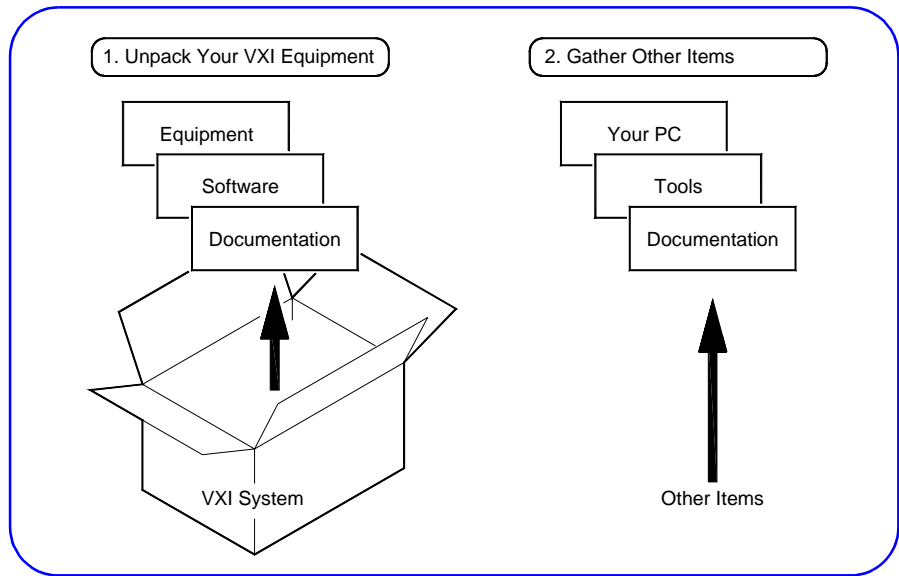 1. Unpack Your VXI Equipment
Equipment
Software
Documentation
VXI System
2. Gather Other Items
Your PC
Tools
Documentation
Other Items